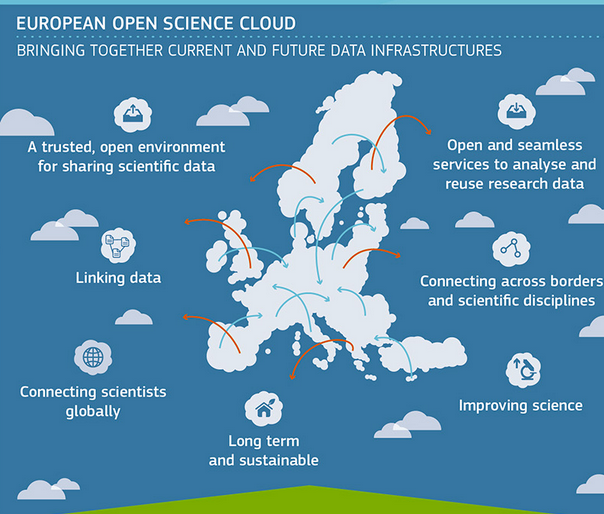 EUROPEAN OPEN SCIENCE CLOUD
BRINGING TOGETHER CURRENT AND FUTURE DATA INFRASTRUCTURES
A trusted, open environment
for sharing scientific data
Open and seamless
services to analyse and
reuse research data
Linking data
Connecting across borders
and scientific disciplines
Connecting scientists
globally
Improving science
Long term
and sustainable